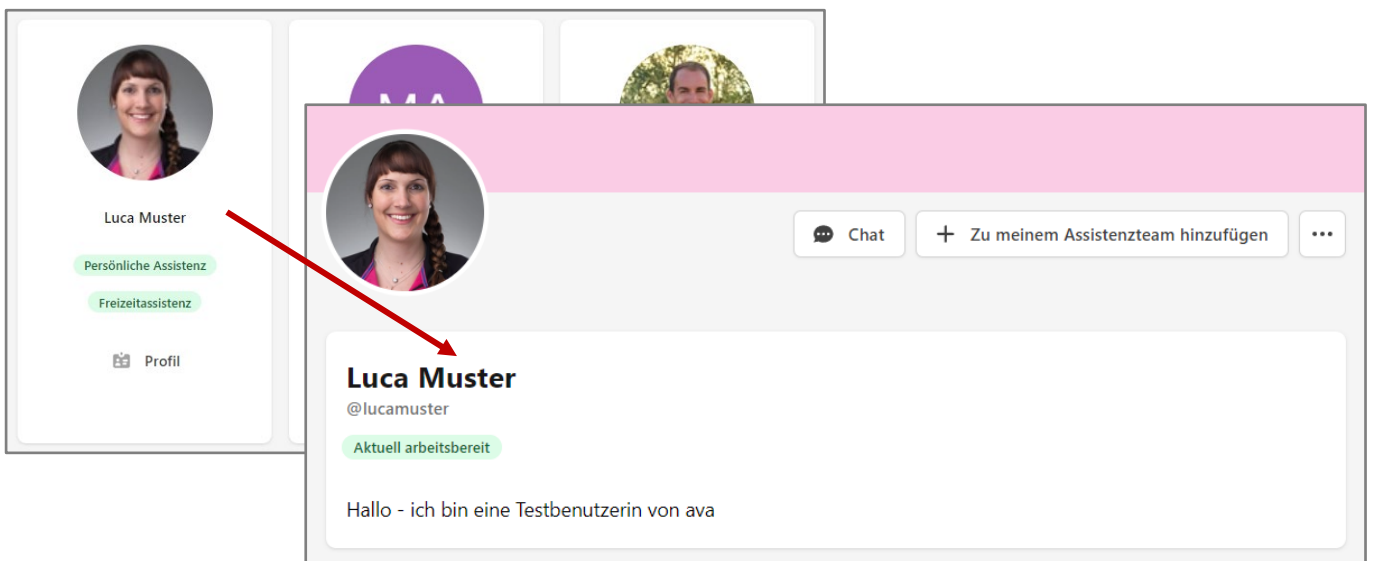 Luca Muster
Persönliche Assistenz
Freizeitassistenz
Profil
MA
Chat
Zu meinem Assistenzteam hinzufügen
Luca Muster
@lucamuster
Aktuell arbeitsbereit
Hallo - ich bin eine Testbenutzerin von ava